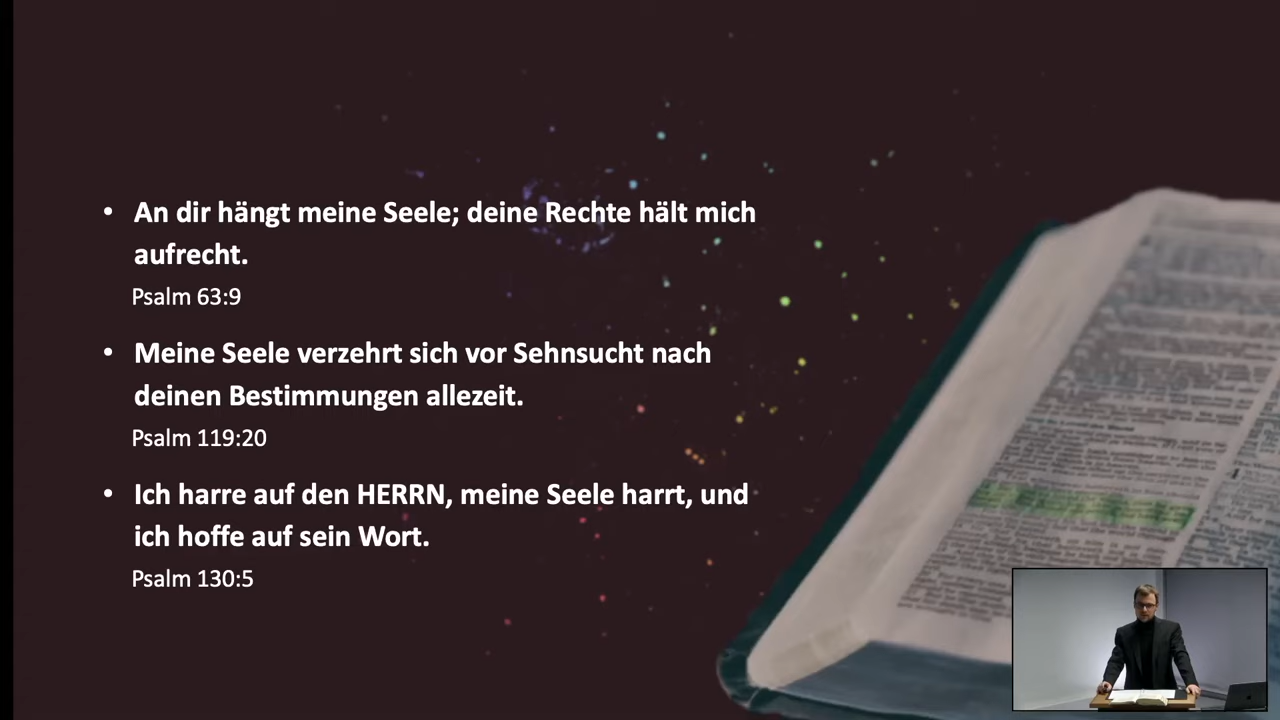 • An dir hängt meine Seele; deine Rechte hält mich
aufrecht.
Psalm 63:9
• Meine Seele verzehrt sich vor Sehnsucht nach
deinen Bestimmungen allezeit.
Psalm 119:20
• Ich harre auf den HERRN, meine Seele harrt, und
ich hoffe auf sein Wort.
Psalm 130:5